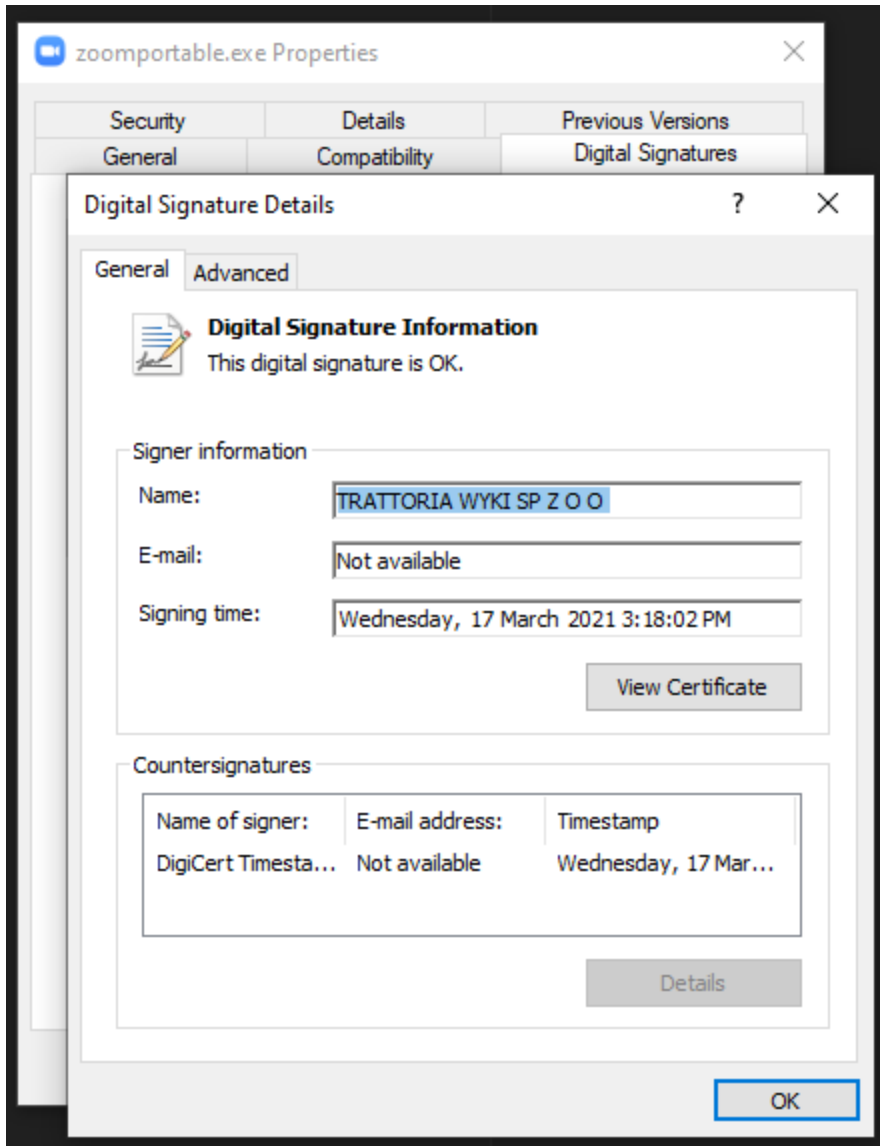 zoomportable.exe Properties
Security Details Previous Versions
General Compatibility Digital Signatures
Digital Signature Details ?
General Advanced
Digital Signature Information
This digital signature is OK.
Signer information
Name: TRATTORIA WYKI SP Z O O
E-mail: Not available
Signing time: Wednesday, 17 March 2021 3:18:02 PM
View Certificate
Countersignatures
Name of signer: E-mail address: Timestamp
DigiCert Timesta... Not available Wednesday, 17 Mar...
Details
OK